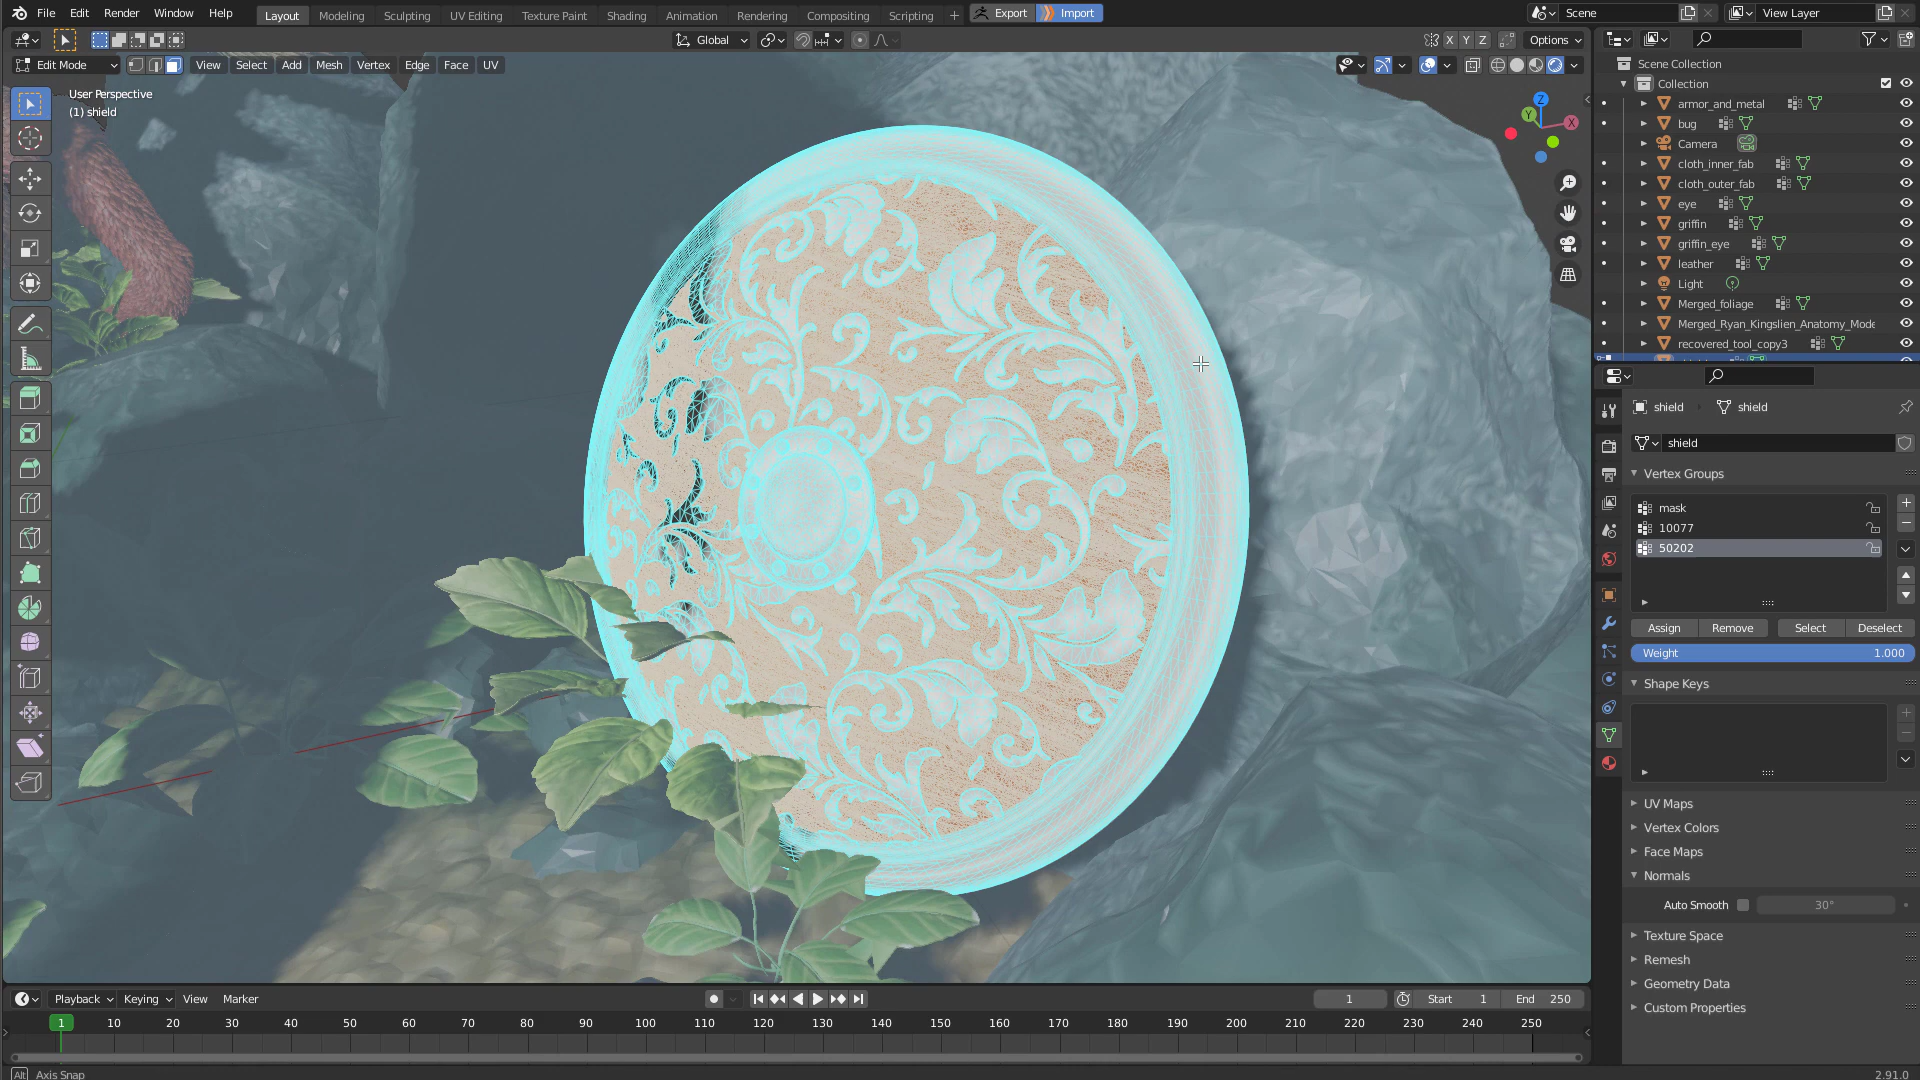 File Edit Render Window Help Layout Modeling Sculpting UV Editing Texture Paint Shading Animation Rendering Compositing Scripting + Export Import Scene View Layer
Global X Y Z Options
Edit Mode View Select Add Mesh Vertex Edge Face UV
User Perspective
(1) shield
Z
Y
X
Scene Collection
Collection
armor_and_metal
bug
Camera
cloth_inner_fab
cloth_outer_fab
eye
griffin
griffin_eye
leather
Light
Merged_foliage
Merged_Ryan_Kingslien_Anatomy_Mode
recovered_tool_copy3
shield shield
shield
Vertex Groups
mask
10077
50202
Assign Remove Select Deselect
Weight 1.000
Shape Keys
UV Maps
Vertex Colors
Face Maps
Normals
Auto Smooth 30°
Texture Space
Remesh
Geometry Data
Custom Properties
Playback Keying View Marker 1 Start 1 End 250
1 10 20 30 40 50 60 70 80 90 100 110 120 130 140 150 160 170 180 190 200 210 220 230 240 250
Alt Axis Snap 2.91.0